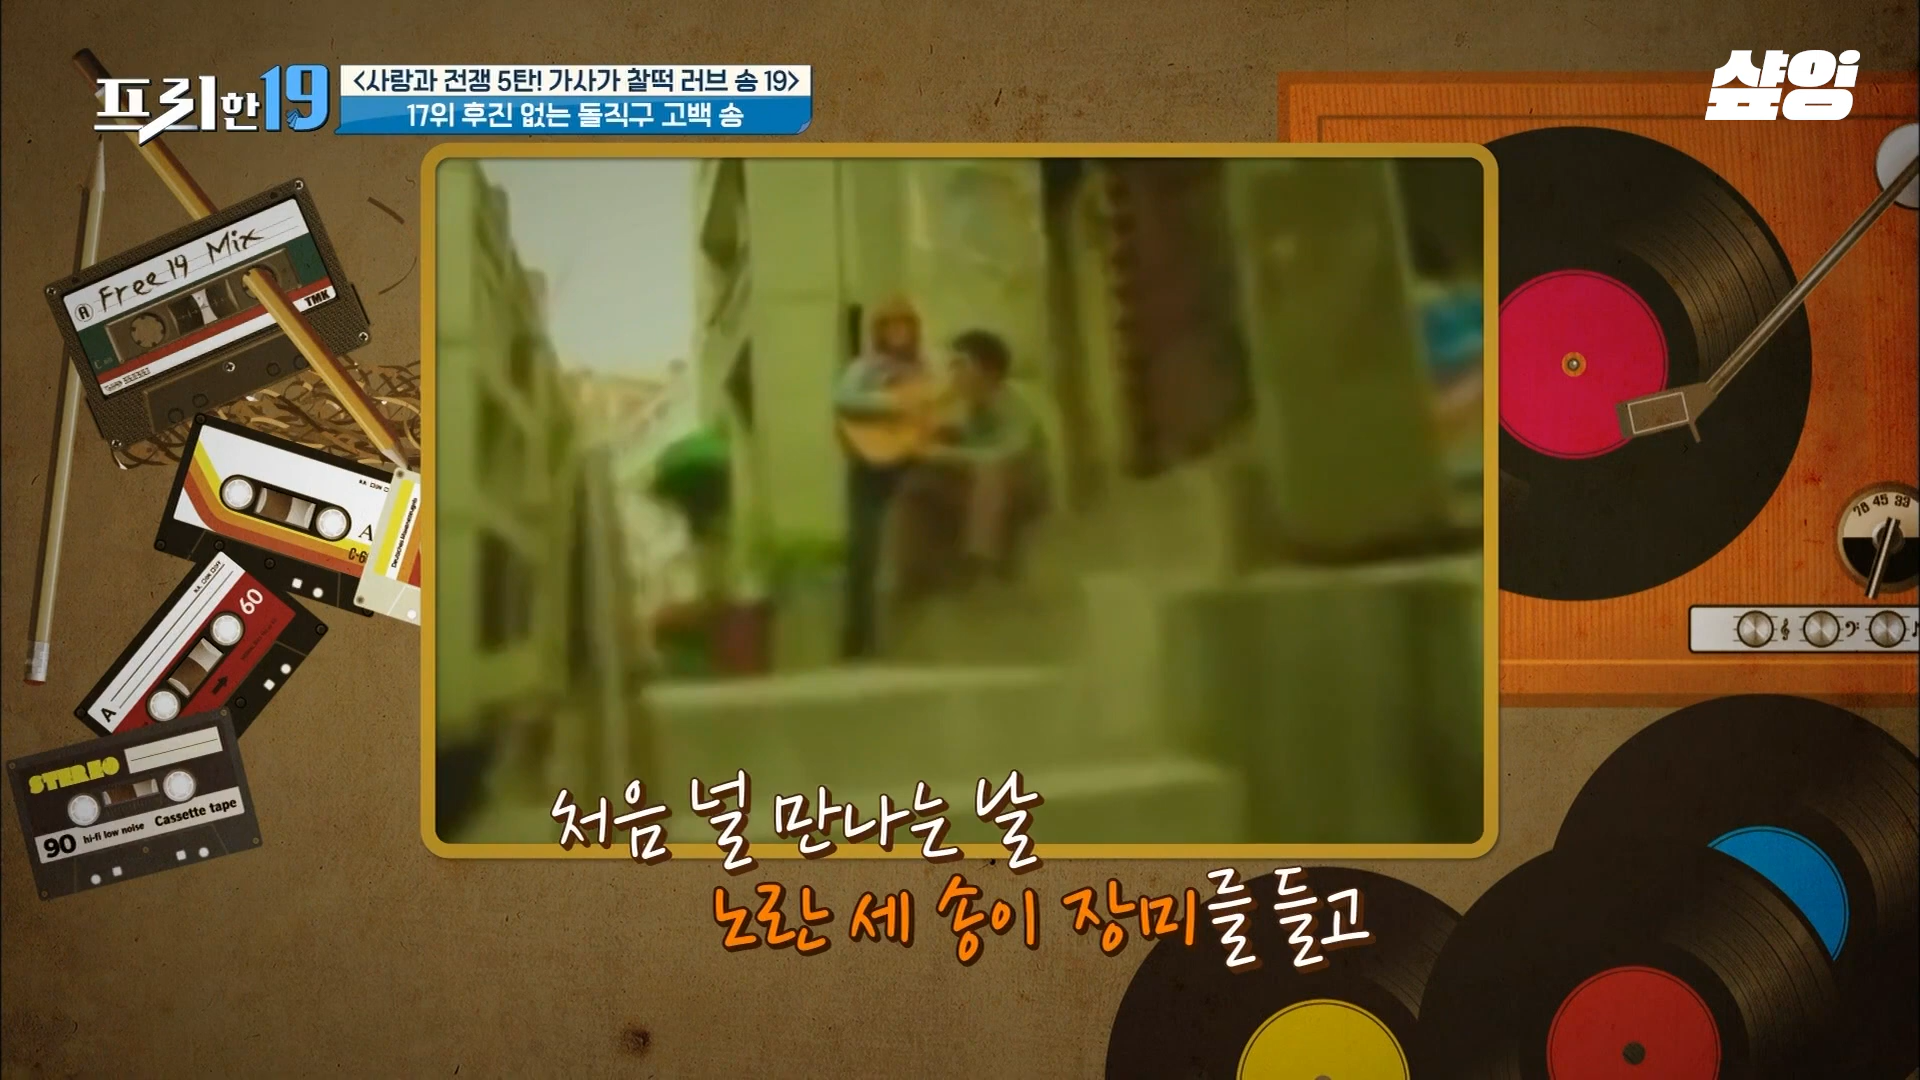 프리한19
<사랑과 전쟁 5탄! 가사가 찰떡 러브 송 19>
17위 후진 없는 돌직구 고백 송
샾잉
A Free 19 Mix
TMK
A
C-6
60
A
STEREO
90 hi-fi low noise Cassette tape
78 45 33
처음 널 만나는 날
노란 세 송이 장미를 들고